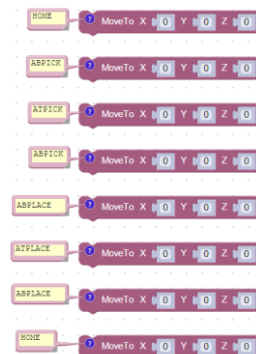 HOME ? MoveTo X 0 Y 0 Z 0
ABPICK ? MoveTo X 0 Y 0 Z 0
ATPICK ? MoveTo X 0 Y 0 Z 0
ABPICK ? MoveTo X 0 Y 0 Z 0
ABPLACE ? MoveTo X 0 Y 0 Z 0
ATPLACE ? MoveTo X 0 Y 0 Z 0
ABPLACE ? MoveTo X 0 Y 0 Z 0
HOME ? MoveTo X 0 Y 0 Z 0